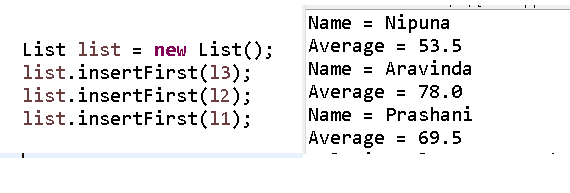 List list = new List();
list.insertFirst(l3);
list.insertFirst(l2);
list.insertFirst(l1);
Name = Nipuna
Average = 53.5
Name = Aravinda
Average = 78.0
Name = Prashani
Average = 69.5